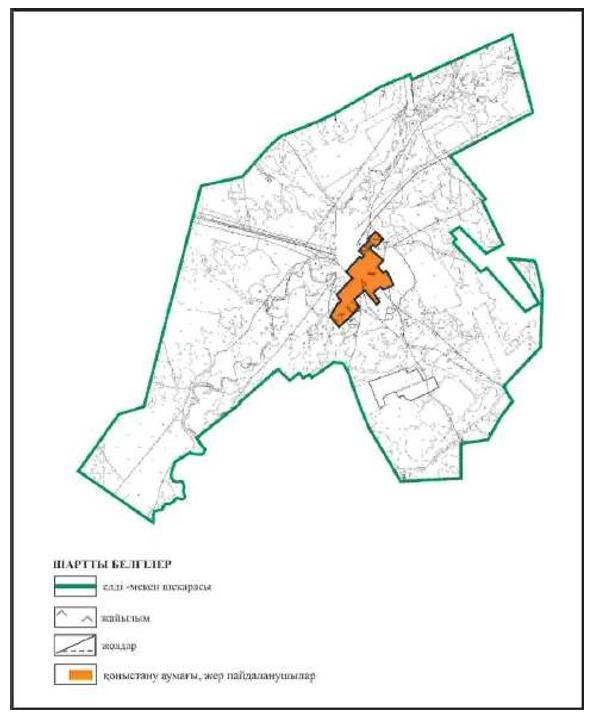 ШАРТТЫ БЕЛГІЛЕР
елді -мекен шекарасы
жайылым
жолдар
қоныстану аумағы, жер пайдаланушылар